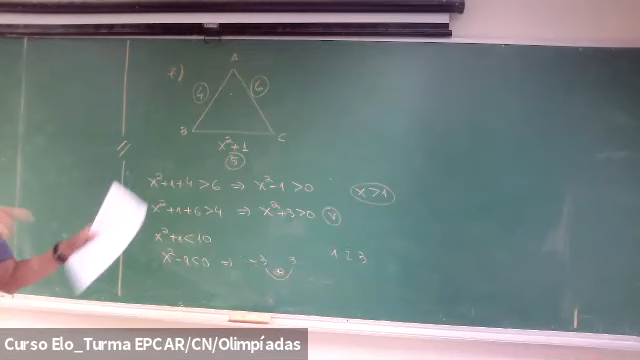 A
f)
4
6
B
C
x²+1
5
x²+1+4>6 ⇒ x²-1>0
x>1
x²+1+6>4 ⇒ x²+3>0 V
x²+1<10
x²-9<0 ⇒ -3 3
1 2 3
Curso Elo_Turma EPCAR/CN/Olimpíadas